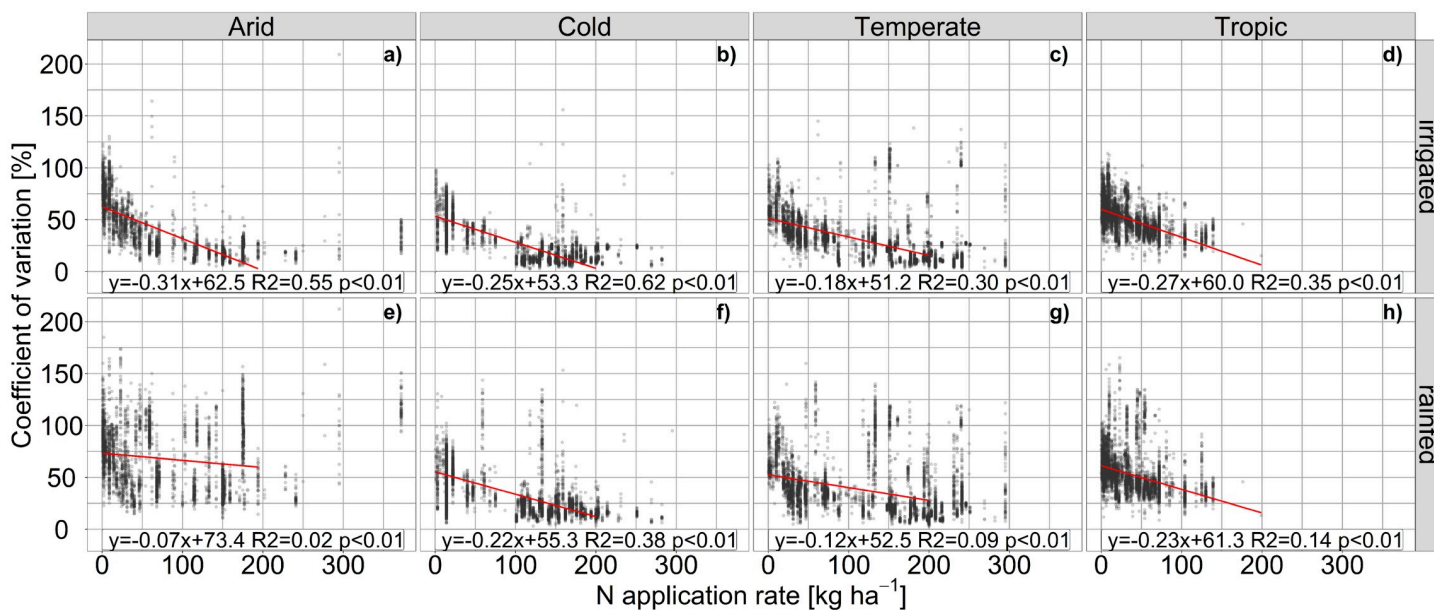 Arid Cold Temperate Tropic
a) b) c) d)
200
150
100
50
0
irrigated
y=-0.31x+62.5 R2=0.55 p<0.01
y=-0.25x+53.3 R2=0.62 p<0.01
y=-0.18x+51.2 R2=0.30 p<0.01
y=-0.27x+60.0 R2=0.35 p<0.01
Coefficient of variation [%]
e) f) g) h)
200
150
100
50
0
rainfed
y=-0.07x+73.4 R2=0.02 p<0.01
y=-0.22x+55.3 R2=0.38 p<0.01
y=-0.12x+52.5 R2=0.09 p<0.01
y=-0.23x+61.3 R2=0.14 p<0.01
0 100 200 300 0 100 200 300 0 100 200 300 0 100 200 300
N application rate [kg ha⁻¹]